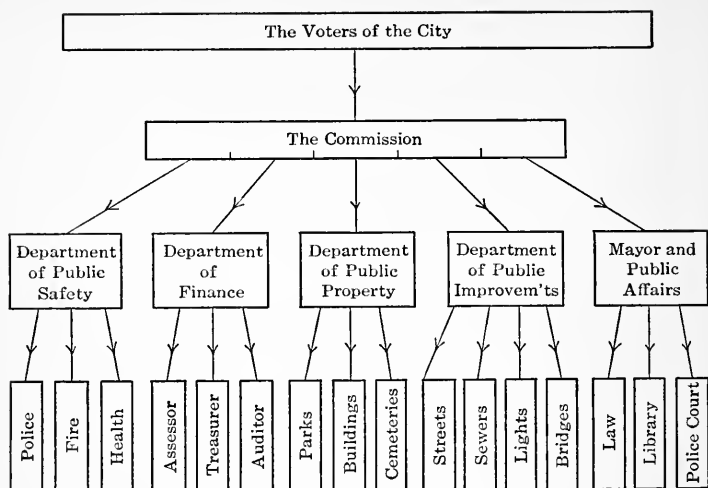 The Voters of the City
The Commission
Department
of Public
Safety
Department
of
Finance
Department
of Public
Property
Department
of Public
Improvem'ts
Mayor and
Public
Affairs
Police
Fire
Health
Assessor
Treasurer
Auditor
Parks
Buildings
Cemeteries
Streets
Sewers
Lights
Bridges
Law
Library
Police Court